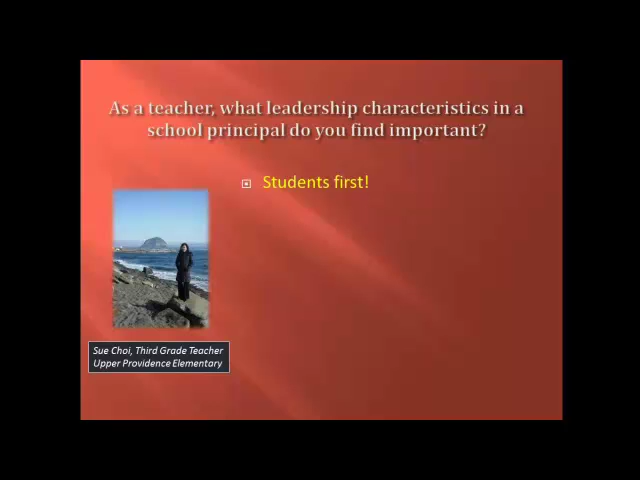 As a teacher, what leadership characteristics in a
school principal do you find important?
Students first!
Sue Choi, Third Grade Teacher
Upper Providence Elementary